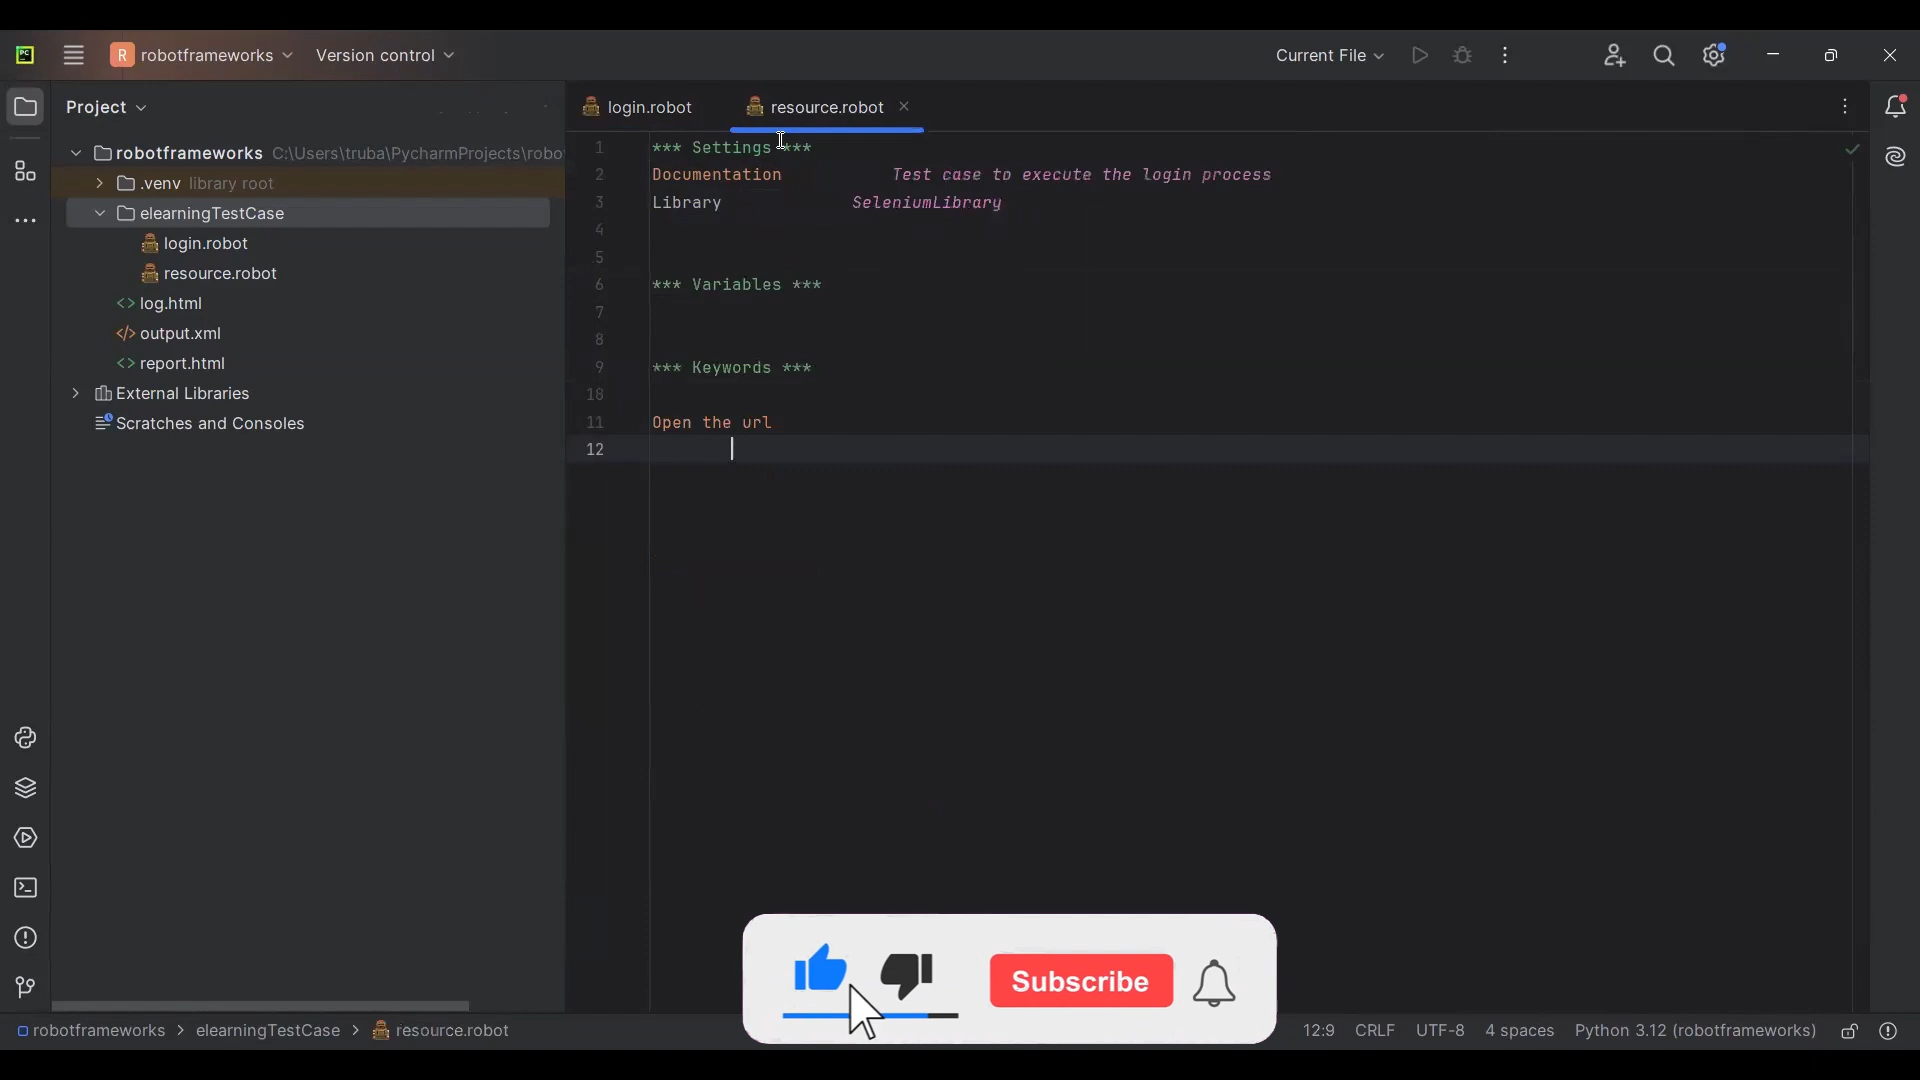 PC
R robotframeworks
Version control
Current File
Project
robotframeworks C:\Users\truba\PycharmProjects\robo
.venv library root
elearningTestCase
login.robot
resource.robot
log.html
output.xml
report.html
External Libraries
Scratches and Consoles
login.robot
resource.robot
1 *** Settings ***
2 Documentation Test case to execute the login process
3 Library SeleniumLibrary
4
5
6 *** Variables ***
7
8
9 *** Keywords ***
10
11 Open the url
12
Subscribe
robotframeworks > elearningTestCase > resource.robot
12:9 CRLF UTF-8 4 spaces Python 3.12 (robotframeworks)